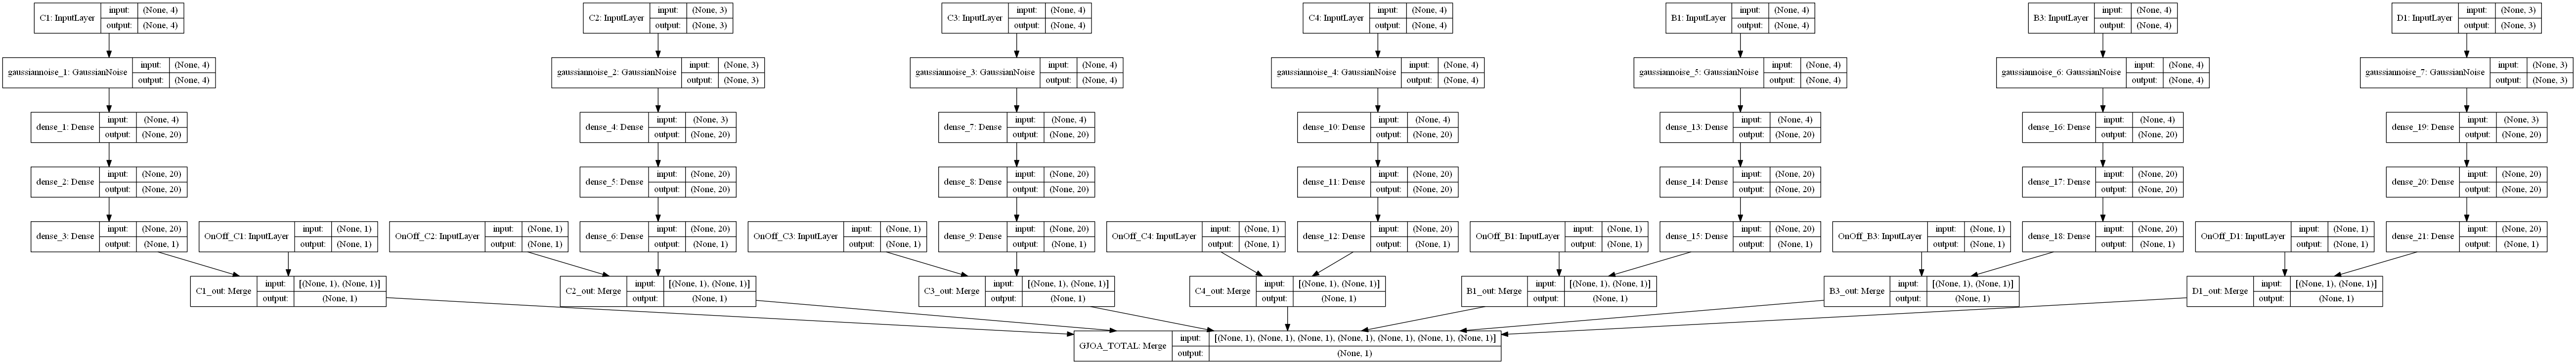 C1: InputLayer input: (None, 4)
output: (None, 4)
C2: InputLayer input: (None, 3)
output: (None, 3)
C3: InputLayer input: (None, 4)
output: (None, 4)
C4: InputLayer input: (None, 4)
output: (None, 4)
B1: InputLayer input: (None, 4)
output: (None, 4)
B3: InputLayer input: (None, 4)
output: (None, 4)
D1: InputLayer input: (None, 3)
output: (None, 3)
gaussiannoise_1: GaussianNoise input: (None, 4)
output: (None, 4)
gaussiannoise_2: GaussianNoise input: (None, 3)
output: (None, 3)
gaussiannoise_3: GaussianNoise input: (None, 4)
output: (None, 4)
gaussiannoise_4: GaussianNoise input: (None, 4)
output: (None, 4)
gaussiannoise_5: GaussianNoise input: (None, 4)
output: (None, 4)
gaussiannoise_6: GaussianNoise input: (None, 4)
output: (None, 4)
gaussiannoise_7: GaussianNoise input: (None, 3)
output: (None, 3)
dense_1: Dense input: (None, 4)
output: (None, 20)
dense_4: Dense input: (None, 3)
output: (None, 20)
dense_7: Dense input: (None, 4)
output: (None, 20)
dense_10: Dense input: (None, 4)
output: (None, 20)
dense_13: Dense input: (None, 4)
output: (None, 20)
dense_16: Dense input: (None, 4)
output: (None, 20)
dense_19: Dense input: (None, 3)
output: (None, 20)
dense_2: Dense input: (None, 20)
output: (None, 20)
dense_5: Dense input: (None, 20)
output: (None, 20)
dense_8: Dense input: (None, 20)
output: (None, 20)
dense_11: Dense input: (None, 20)
output: (None, 20)
dense_14: Dense input: (None, 20)
output: (None, 20)
dense_17: Dense input: (None, 20)
output: (None, 20)
dense_20: Dense input: (None, 20)
output: (None, 20)
dense_3: Dense input: (None, 20)
output: (None, 1)
OnOff_C1: InputLayer input: (None, 1)
output: (None, 1)
OnOff_C2: InputLayer input: (None, 1)
output: (None, 1)
dense_6: Dense input: (None, 20)
output: (None, 1)
OnOff_C3: InputLayer input: (None, 1)
output: (None, 1)
dense_9: Dense input: (None, 20)
output: (None, 1)
OnOff_C4: InputLayer input: (None, 1)
output: (None, 1)
dense_12: Dense input: (None, 20)
output: (None, 1)
OnOff_B1: InputLayer input: (None, 1)
output: (None, 1)
dense_15: Dense input: (None, 20)
output: (None, 1)
OnOff_B3: InputLayer input: (None, 1)
output: (None, 1)
dense_18: Dense input: (None, 20)
output: (None, 1)
OnOff_D1: InputLayer input: (None, 1)
output: (None, 1)
dense_21: Dense input: (None, 20)
output: (None, 1)
C1_out: Merge input: [(None, 1), (None, 1)]
output: (None, 1)
C2_out: Merge input: [(None, 1), (None, 1)]
output: (None, 1)
C3_out: Merge input: [(None, 1), (None, 1)]
output: (None, 1)
C4_out: Merge input: [(None, 1), (None, 1)]
output: (None, 1)
B1_out: Merge input: [(None, 1), (None, 1)]
output: (None, 1)
B3_out: Merge input: [(None, 1), (None, 1)]
output: (None, 1)
D1_out: Merge input: [(None, 1), (None, 1)]
output: (None, 1)
GJOA_TOTAL: Merge input: [(None, 1), (None, 1), (None, 1), (None, 1), (None, 1), (None, 1), (None, 1)]
output: (None, 1)